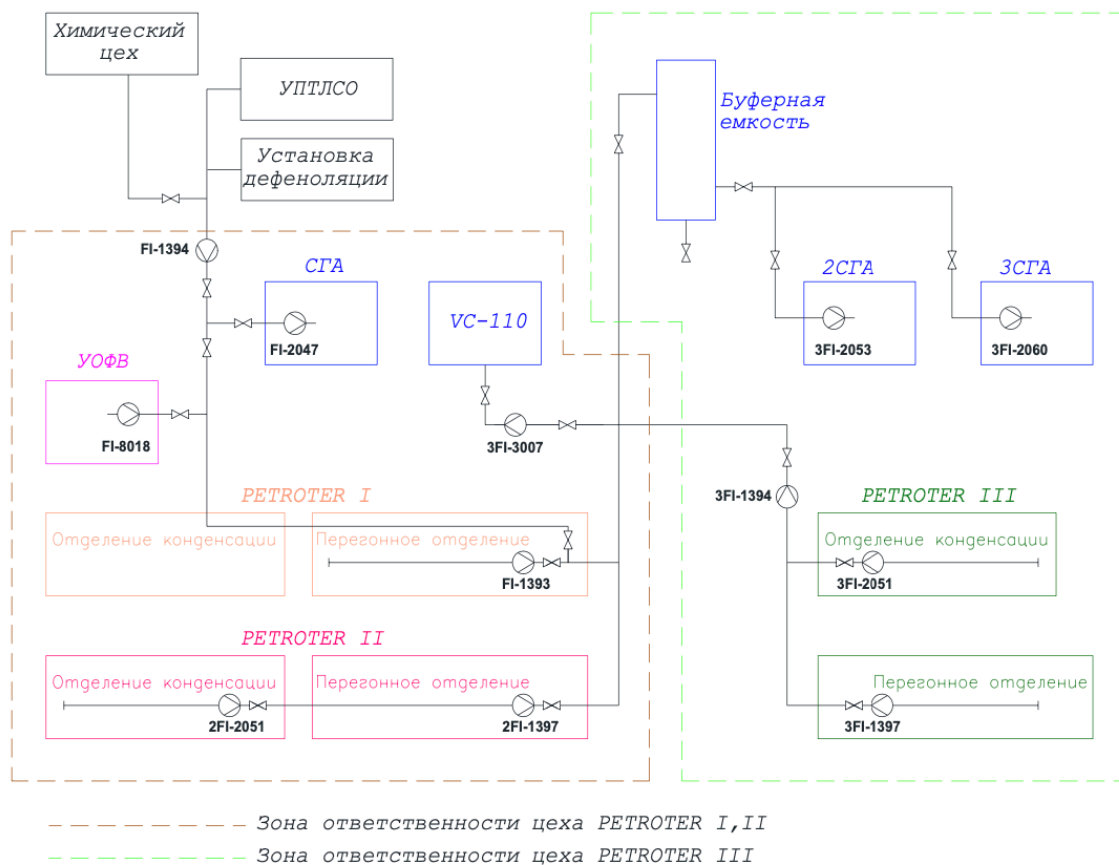 Химический
цех
УПТЛСО
Установка
дефеноляции
Буферная
емкость
FI-1394
СГА
FI-2047
VC-110
2СГА
3FI-2053
3СГА
3FI-2060
УОФВ
FI-8018
3FI-3007
3FI-1394
PETROTER I
Отделение конденсации
Перегонное отделение
FI-1393
PETROTER III
Отделение конденсации
3FI-2051
PETROTER II
Отделение конденсации
2FI-2051
Перегонное отделение
2FI-1397
Перегонное отделение
3FI-1397
Зона ответственности цеха PETROTER I,II
Зона ответственности цеха PETROTER III